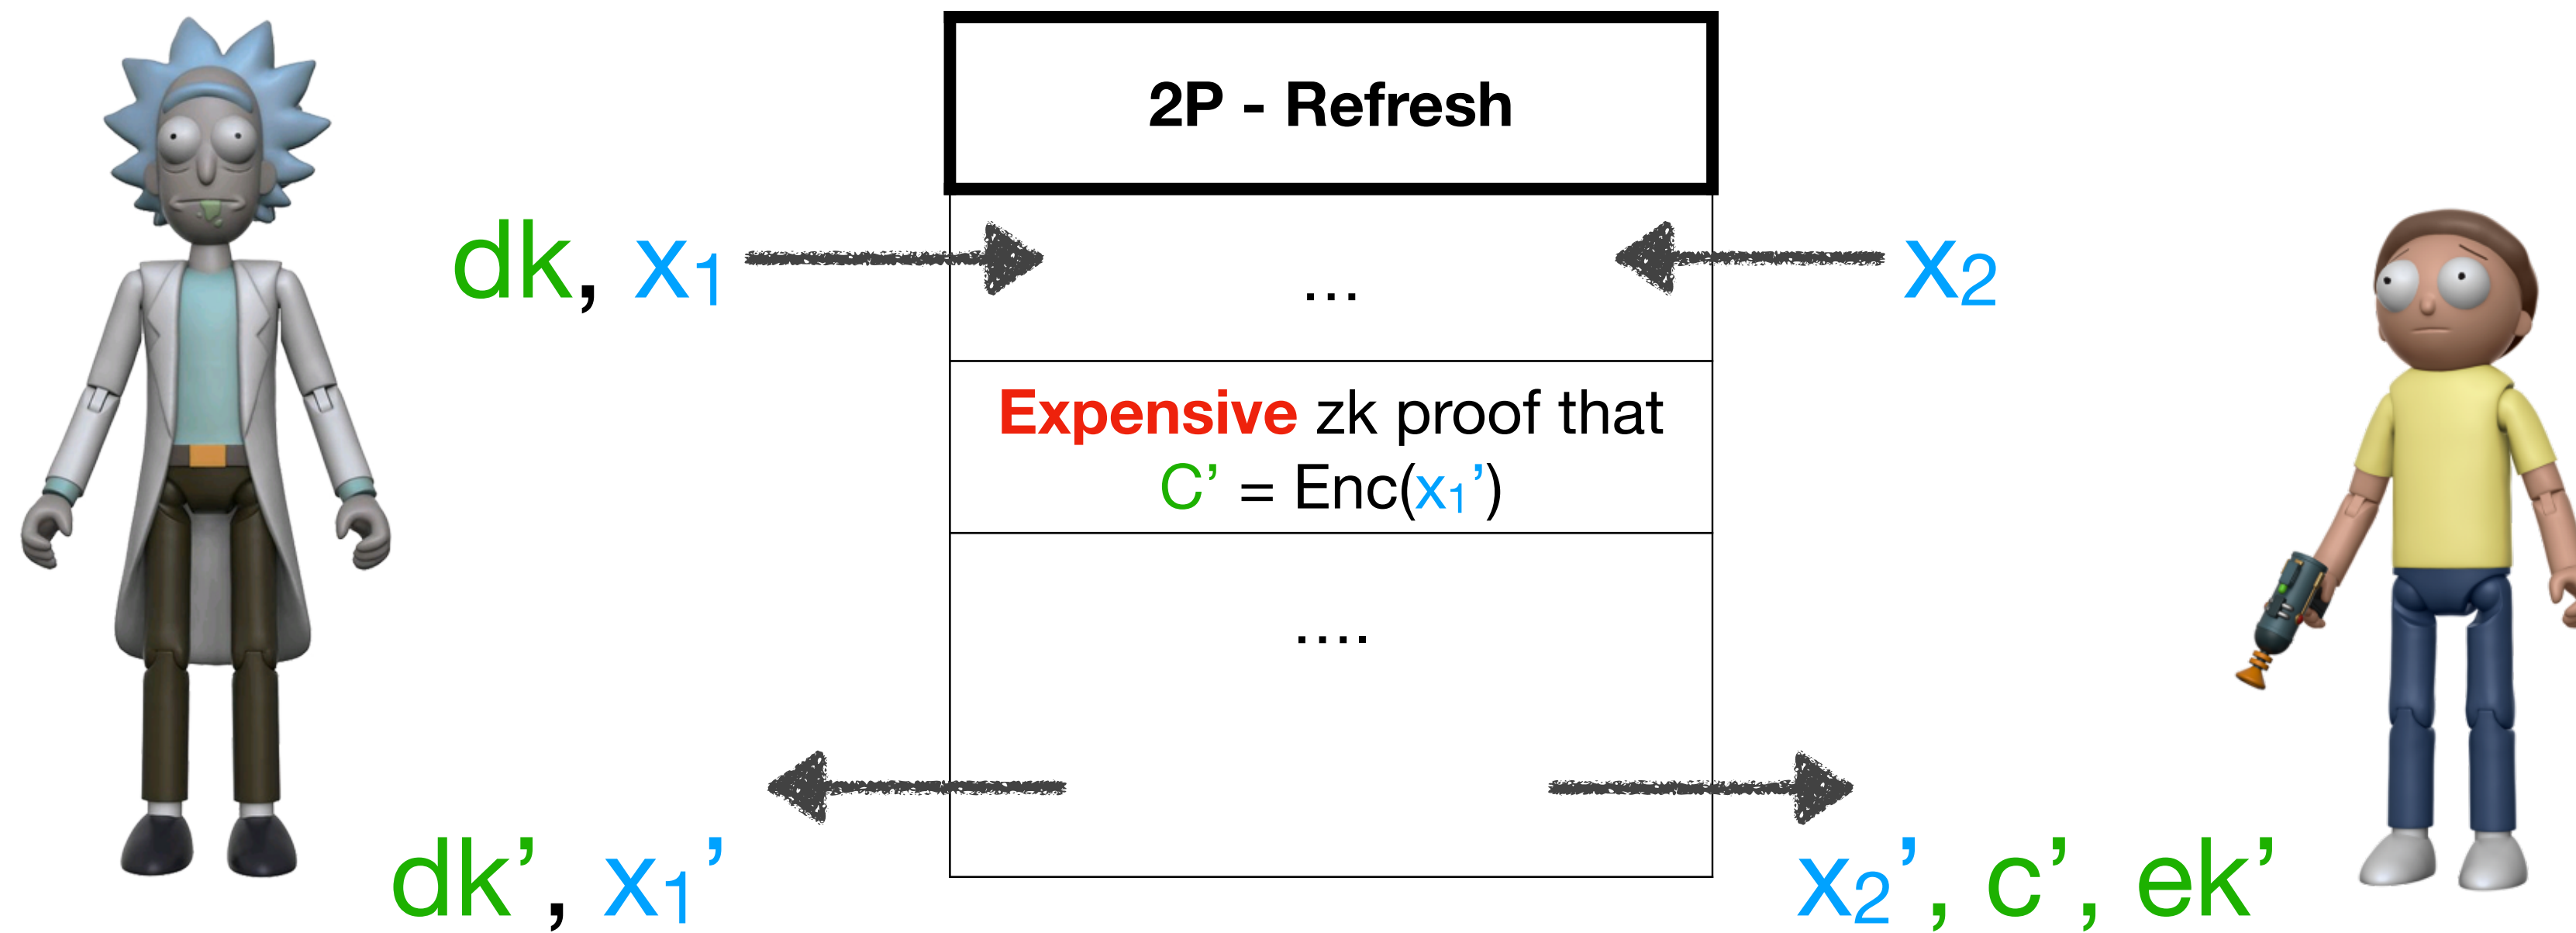 2P - Refresh
dk, x₁
...
x₂
Expensive zk proof that
C’ = Enc(x₁’)
....
dk’, x₁’
x₂’, c’, ek’